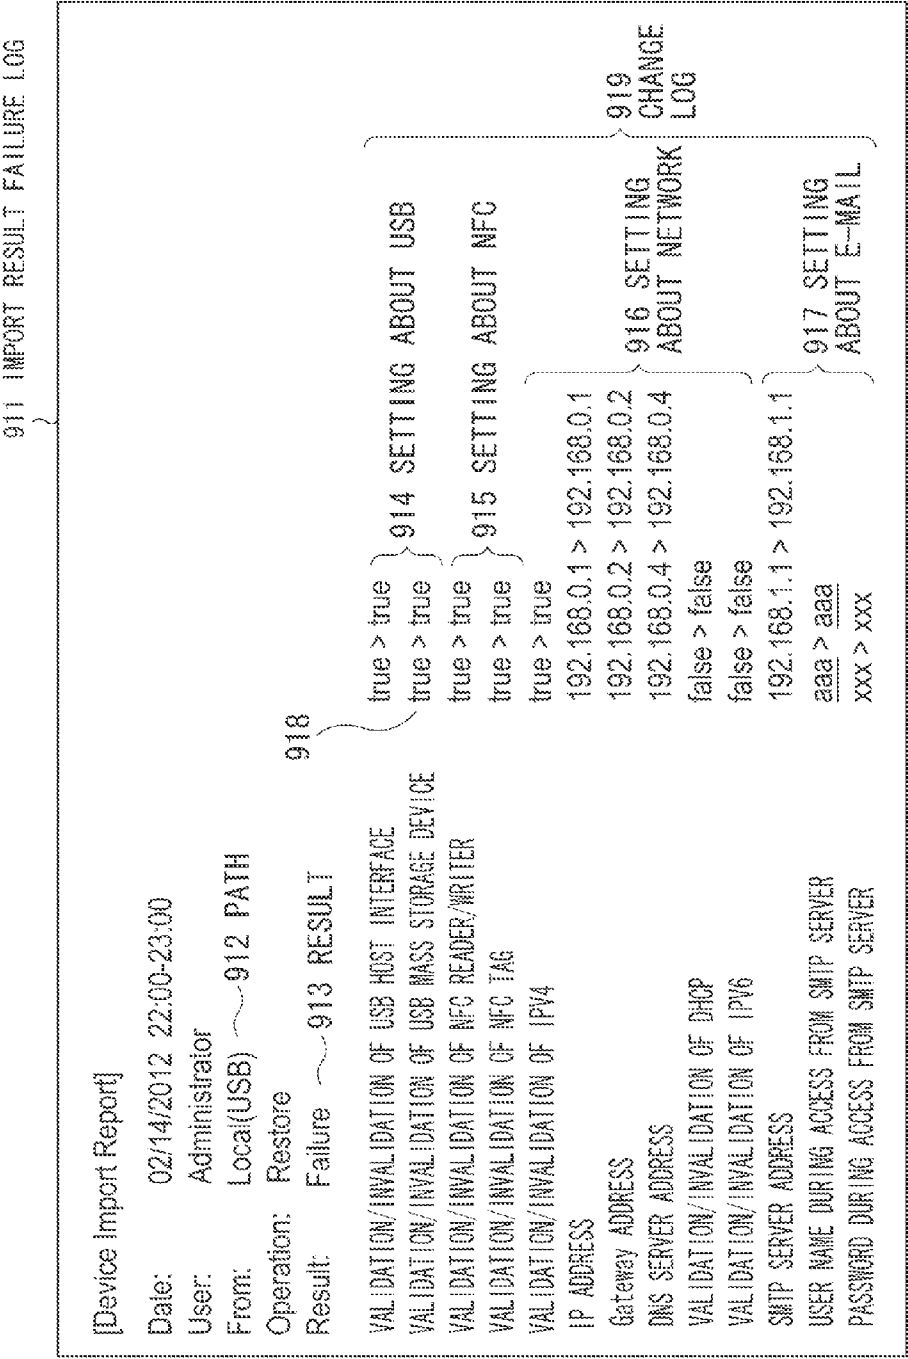 911 IMPORT RESULT FAILURE LOG
[Device Import Report]
Date: 02/14/2012 22:00-23:00
User: Administrator
From: Local(USB) 912 PATH
Operation: Restore
Result: Failure 913 RESULT
918
VALIDATION/INVALIDATION OF USB HOST INTERFACE true > true
VALIDATION/INVALIDATION OF USB MASS STORAGE DEVICE true > true
914 SETTING ABOUT USB
VALIDATION/INVALIDATION OF NFC READER/WRITER true > true
VALIDATION/INVALIDATION OF NFC TAG true > true
915 SETTING ABOUT NFC
VALIDATION/INVALIDATION OF IPV4 true > true
IP ADDRESS 192.168.0.1 > 192.168.0.1
Gateway ADDRESS 192.168.0.2 > 192.168.0.2
DNS SERVER ADDRESS 192.168.0.4 > 192.168.0.4
VALIDATION/INVALIDATION OF DHCP false > false
VALIDATION/INVALIDATION OF IPV6 false > false
916 SETTING
ABOUT NETWORK
SMTP SERVER ADDRESS 192.168.1.1 > 192.168.1.1
USER NAME DURING ACCESS FROM SMTP SERVER aaa > aaa
PASSWORD DURING ACCESS FROM SMTP SERVER xxx > xxx
917 SETTING
ABOUT E-MAIL
919
CHANGE
LOG